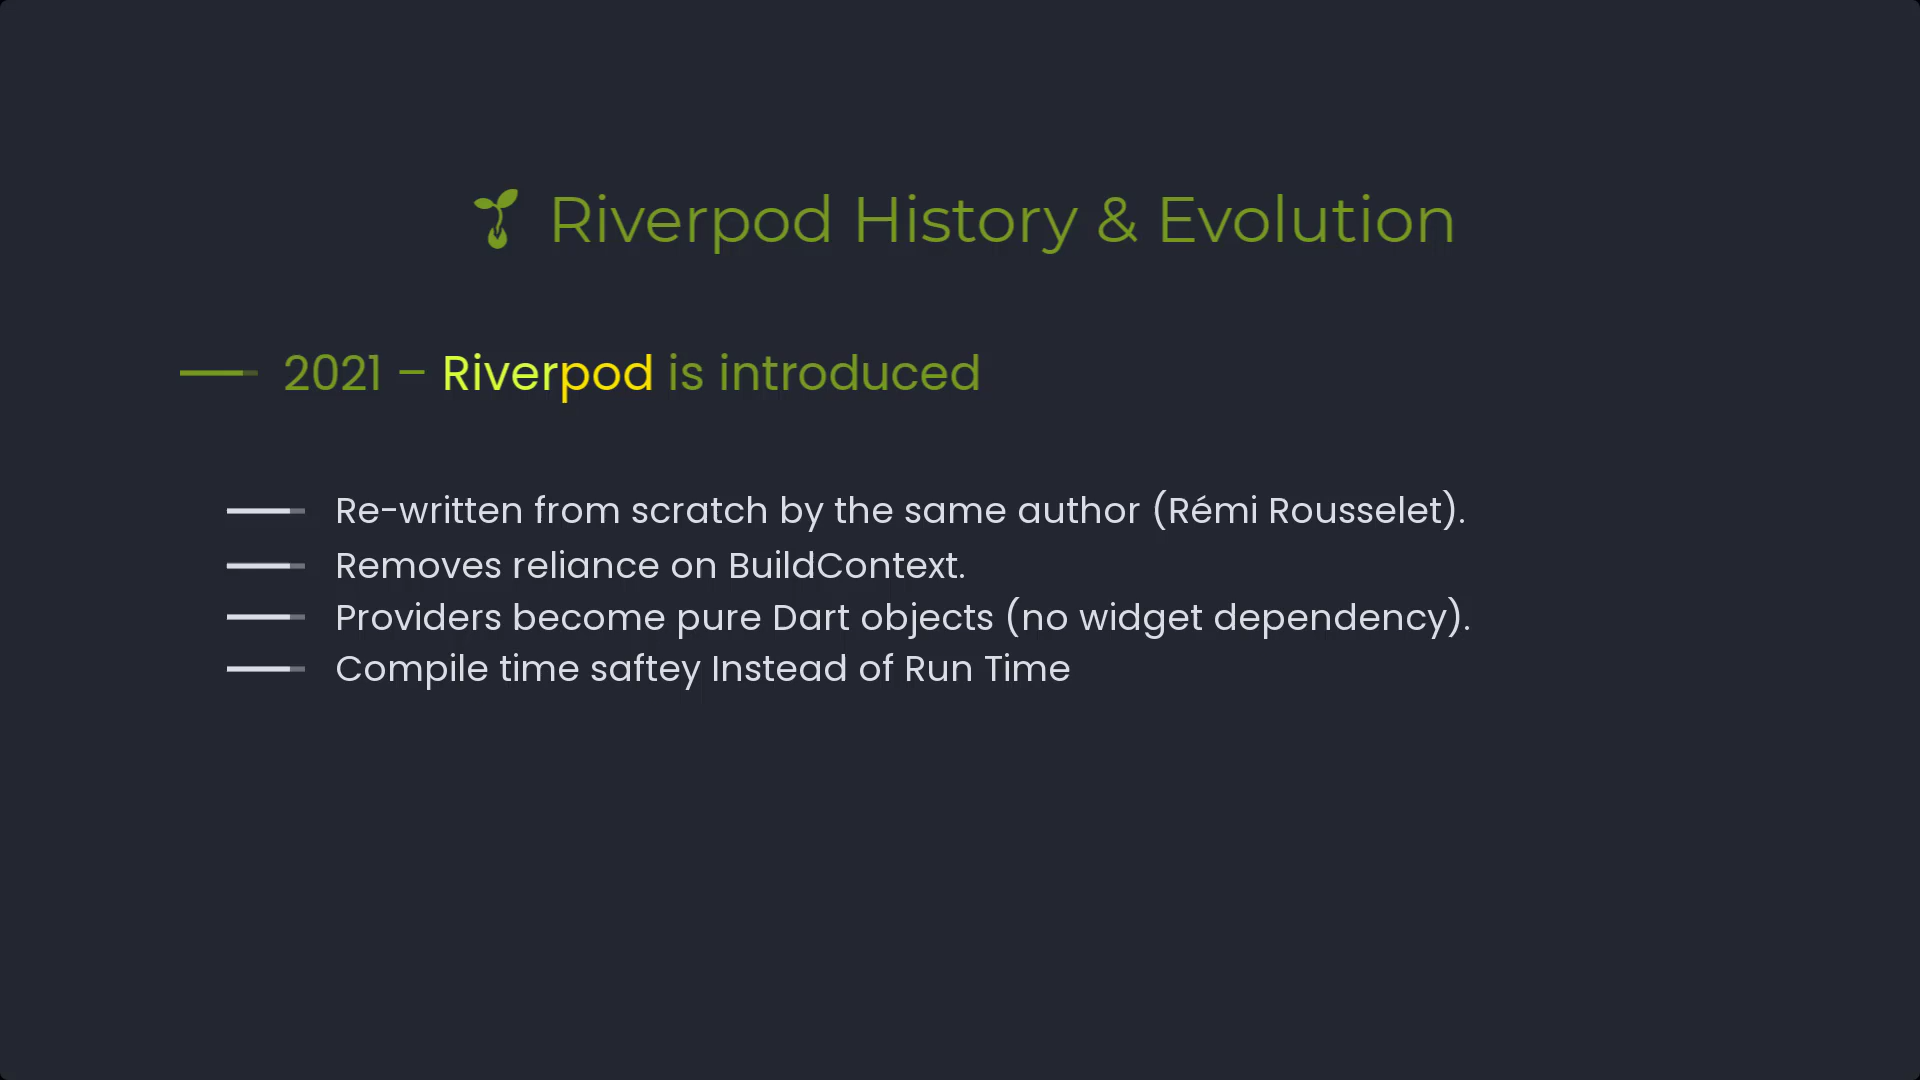 Riverpod History & Evolution
2021 – Riverpod is introduced
Re-written from scratch by the same author (Rémi Rousselet).
Removes reliance on BuildContext.
Providers become pure Dart objects (no widget dependency).
Compile time saftey Instead of Run Time